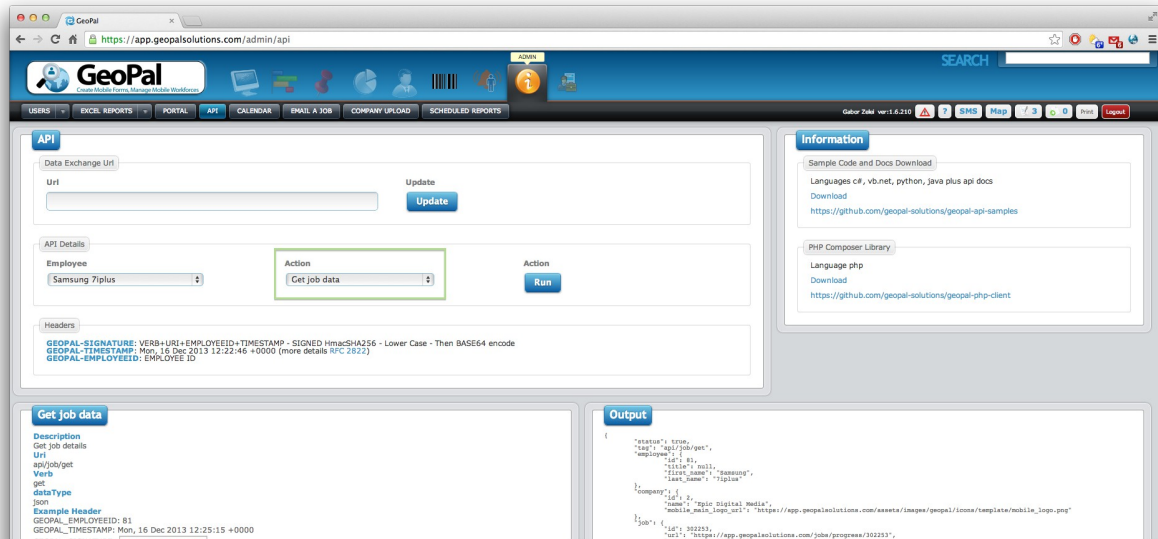 GeoPal
https://app.geopalsolutions.com/admin/api
ADMIN
SEARCH
GeoPal
Create Mobile Forms, Manage Mobile Workforces
USERS EXCEL REPORTS PORTAL API CALENDAR EMAIL A JOB COMPANY UPLOAD SCHEDULED REPORTS
Gabor Zelei ver:1.6.210 ? SMS Map 3 0 Print Logout
API
Data Exchange Url
Url Update
Update
API Details
Employee Action Action
Samsung 7iplus Get job data Run
Headers
GEOPAL-SIGNATURE: VERB+URI+EMPLOYEEID+TIMESTAMP - SIGNED HmacSHA256 - Lower Case - Then BASE64 encode
GEOPAL-TIMESTAMP: Mon, 16 Dec 2013 12:22:46 +0000 (more details RFC 2822)
GEOPAL-EMPLOYEEID: EMPLOYEE ID
Information
Sample Code and Docs Download
Languages c#, vb.net, python, java plus api docs
Download
https://github.com/geopal-solutions/geopal-api-samples
PHP Composer Library
Language php
Download
https://github.com/geopal-solutions/geopal-php-client
Get job data
Description
Get job details
Uri
api/job/get
Verb
get
dataType
json
Example Header
GEOPAL_EMPLOYEEID: 81
GEOPAL_TIMESTAMP: Mon, 16 Dec 2013 12:25:15 +0000
Output
{
"status": true,
"tag": "api/job/get",
"employee": {
"id": 81,
"title": null,
"first_name": "Samsung",
"last_name": "7iplus"
},
"company": {
"id": 2,
"name": "Epic Digital Media",
"mobile_main_logo_url": "https://app.geopalsolutions.com/assets/images/geopal/icons/template/mobile_logo.png"
},
"job": {
"id": 302253,
"url": "https://app.geopalsolutions.com/jobs/progress/302253",